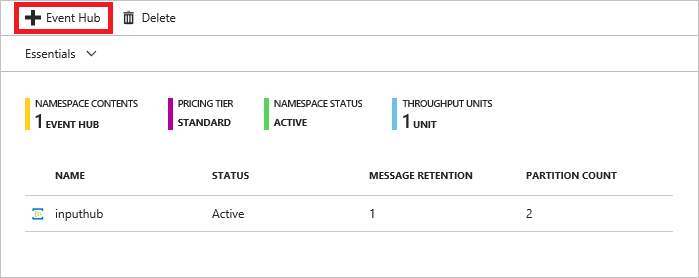 Event Hub Delete
Essentials
NAMESPACE CONTENTS PRICING TIER NAMESPACE STATUS THROUGHPUT UNITS
1 EVENT HUB STANDARD ACTIVE 1 UNIT
NAME STATUS MESSAGE RETENTION PARTITION COUNT
inputhub Active 1 2